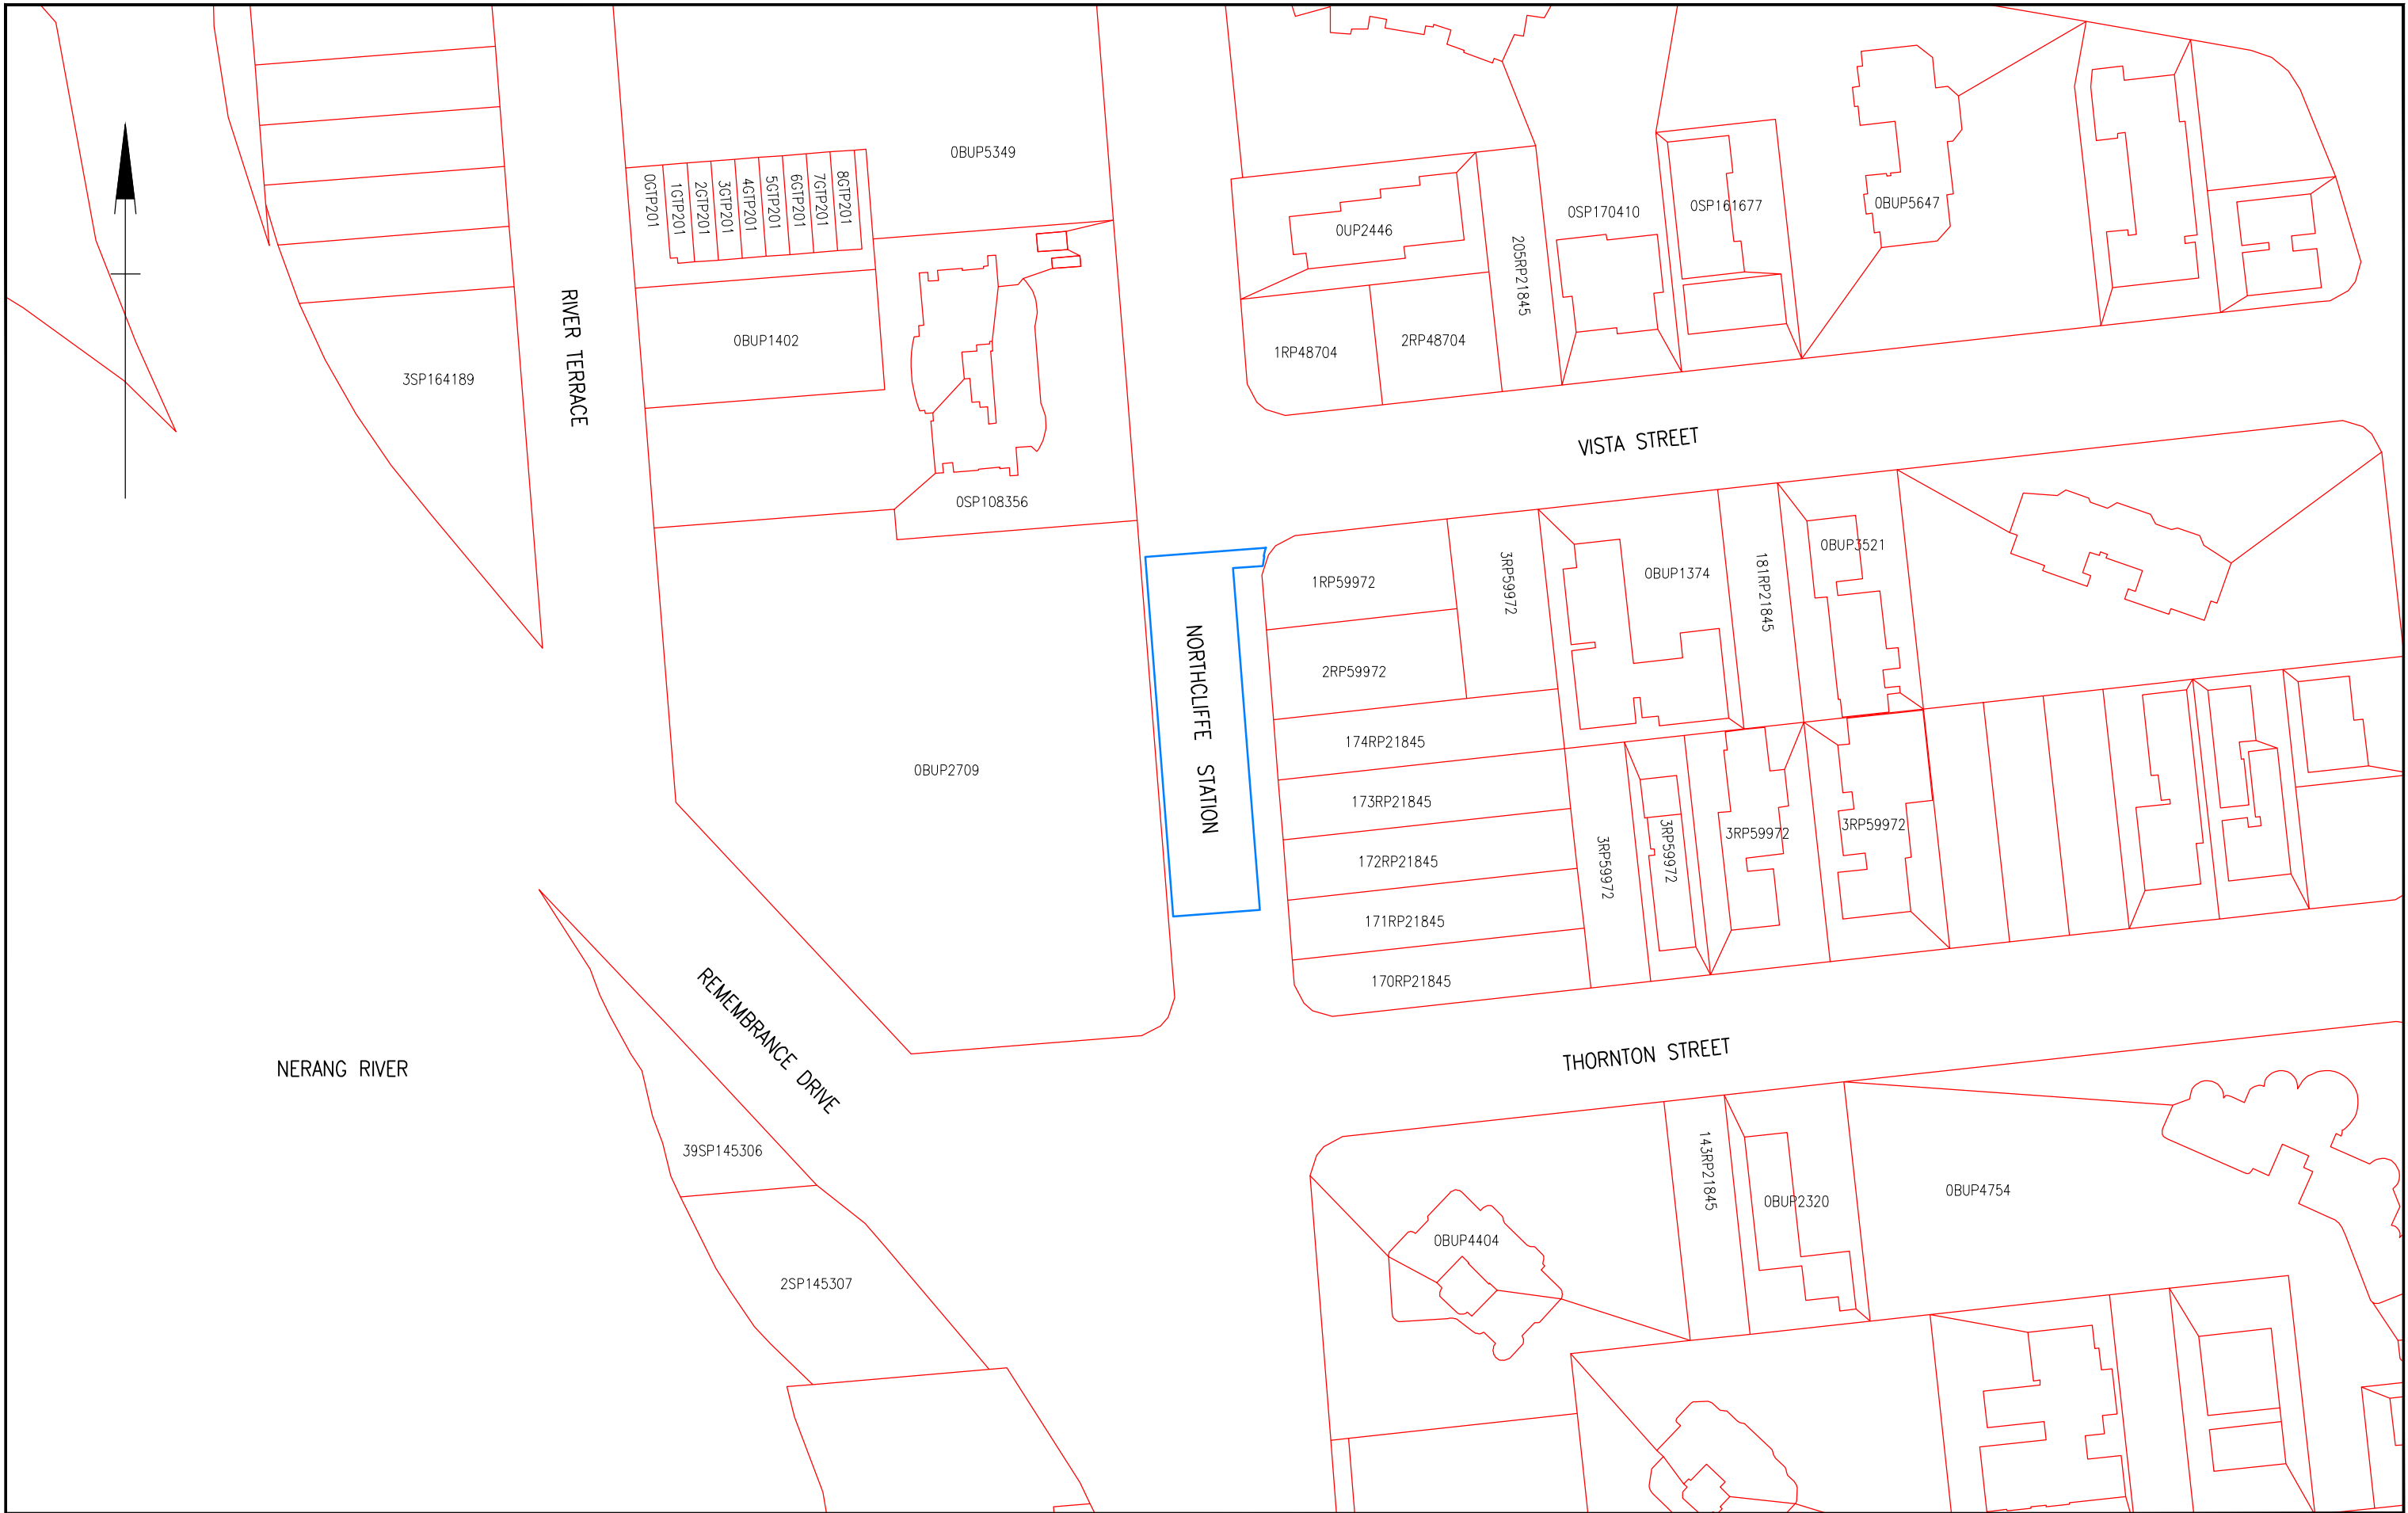 0BUP5349
0GTP201
1GTP201
2GTP201
3GTP201
4GTP201
5GTP201
6GTP201
7GTP201
8GTP201
0UP2446
205RP21845
0SP170410
0SP161677
0BUP5647
RIVER TERRACE
0BUP1402
1RP48704
2RP48704
3SP164189
VISTA STREET
0SP108356
1RP59972
3RP59972
0BUP1374
181RP21845
0BUP3521
2RP59972
NORTHCLIFFE STATION
174RP21845
0BUP2709
173RP21845
172RP21845
3RP59972
3RP59972
3RP59972
3RP59972
171RP21845
170RP21845
REMEMBRANCE DRIVE
THORNTON STREET
NERANG RIVER
39SP145306
143RP21845
0BUP2320
0BUP4754
0BUP4404
2SP145307